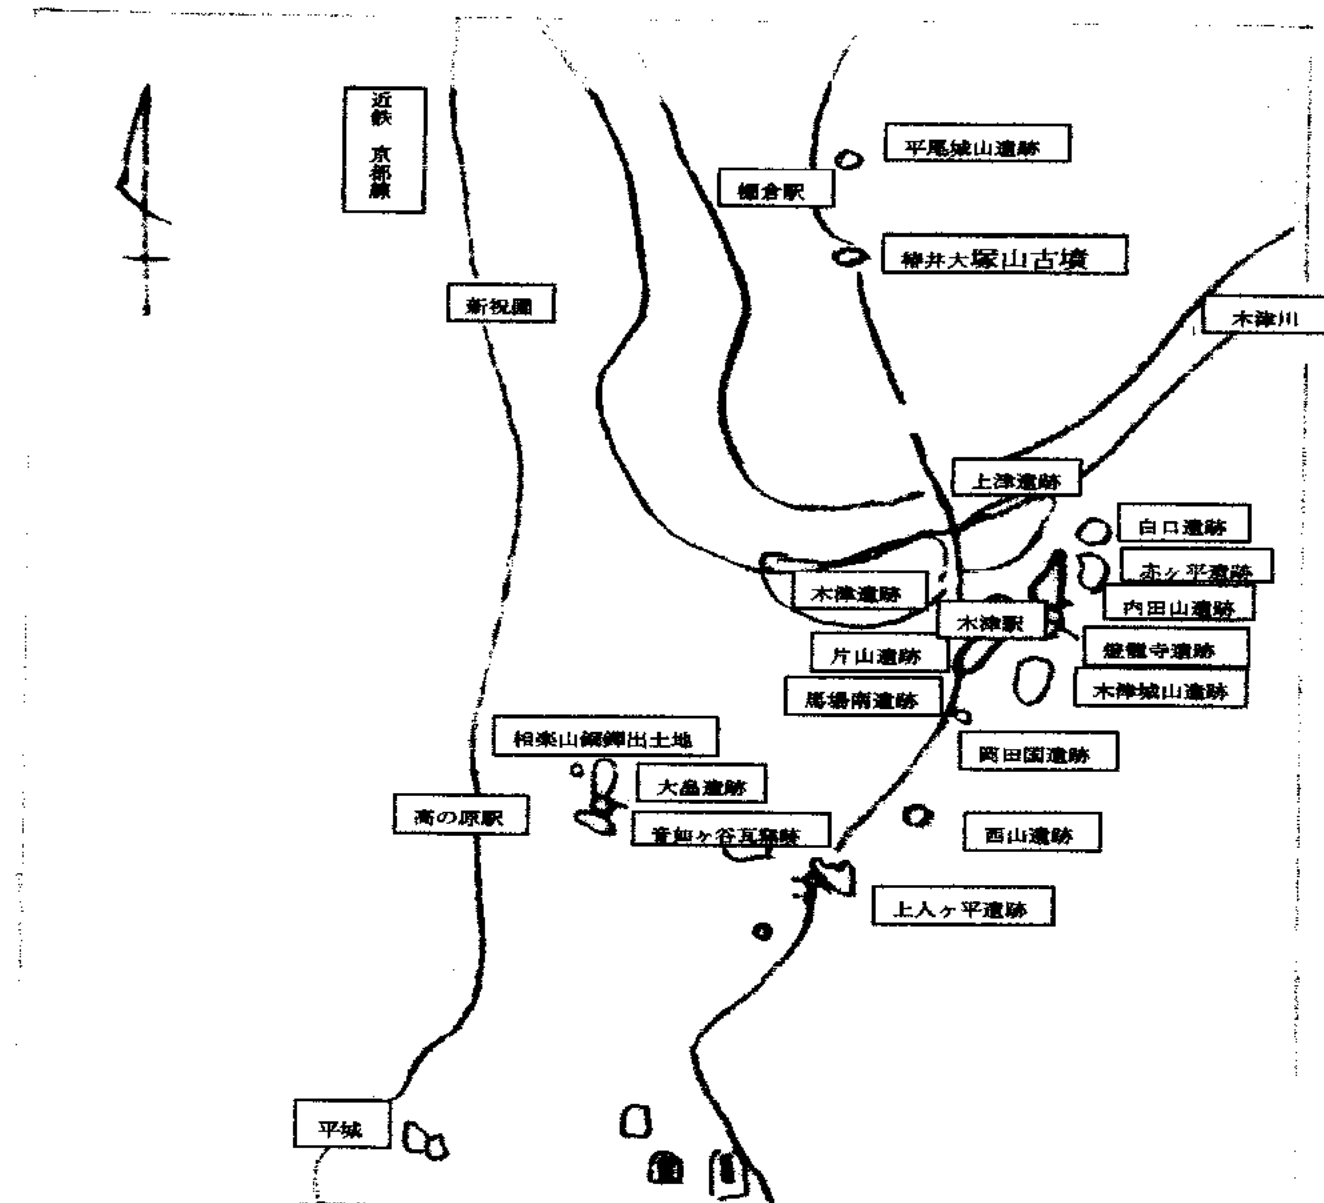 近鉄 京都線
平尾城山遺跡
棚倉駅
椿井大塚山古墳
新祝園
木津川
上津遺跡
白口遺跡
赤ヶ平遺跡
木津遺跡
内田山遺跡
木津駅
片山遺跡
燈籠寺遺跡
馬場南遺跡
木津城山遺跡
相楽山銅鐸出土地
岡田国遺跡
大畠遺跡
高の原駅
音如ヶ谷瓦窯跡
西山遺跡
上人ヶ平遺跡
平城